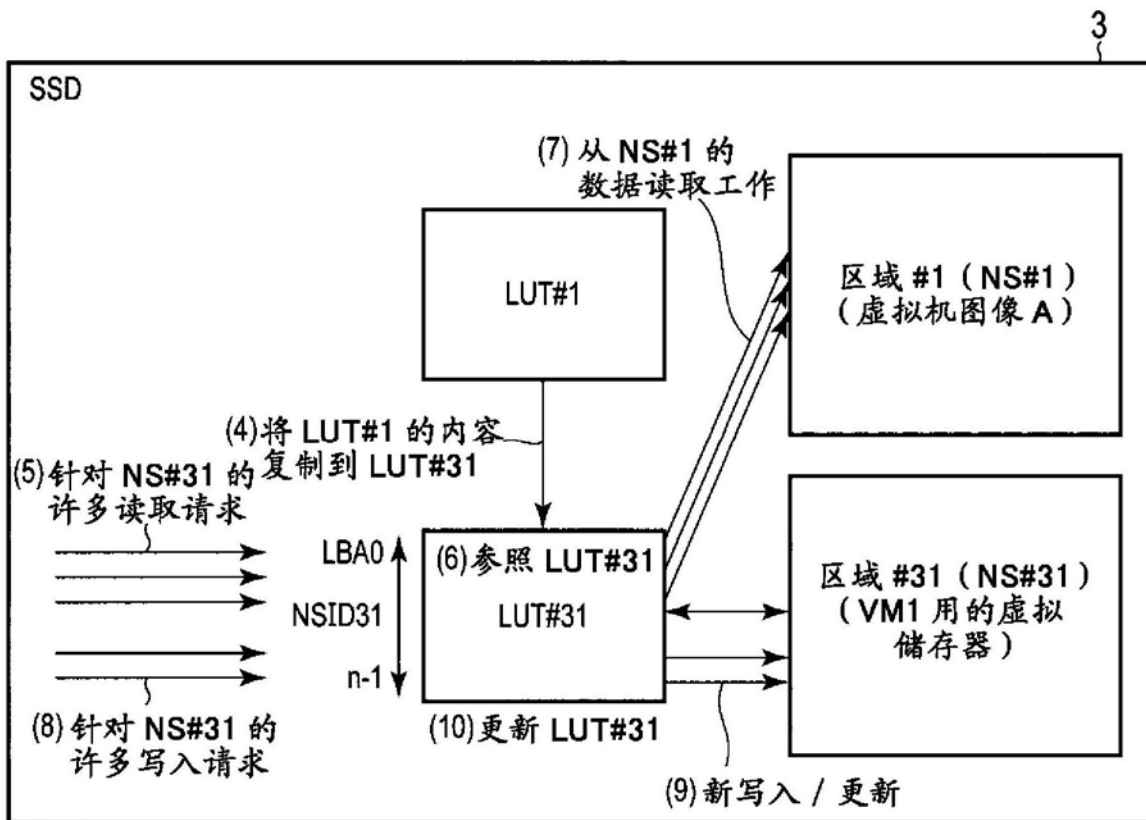 3
SSD
(7) 从 NS#1 的
数据读取工作
LUT#1
区域 #1（NS#1）
（虚拟机图像 A）
(4)将 LUT#1 的内容
复制到 LUT#31
(5)针对 NS#31 的
许多读取请求
LBA0
NSID31
n-1
(6)参照 LUT#31
LUT#31
(10)更新 LUT#31
区域 #31（NS#31）
（VM1 用的虚拟
储存器）
(8)针对 NS#31 的
许多写入请求
(9)新写入 / 更新